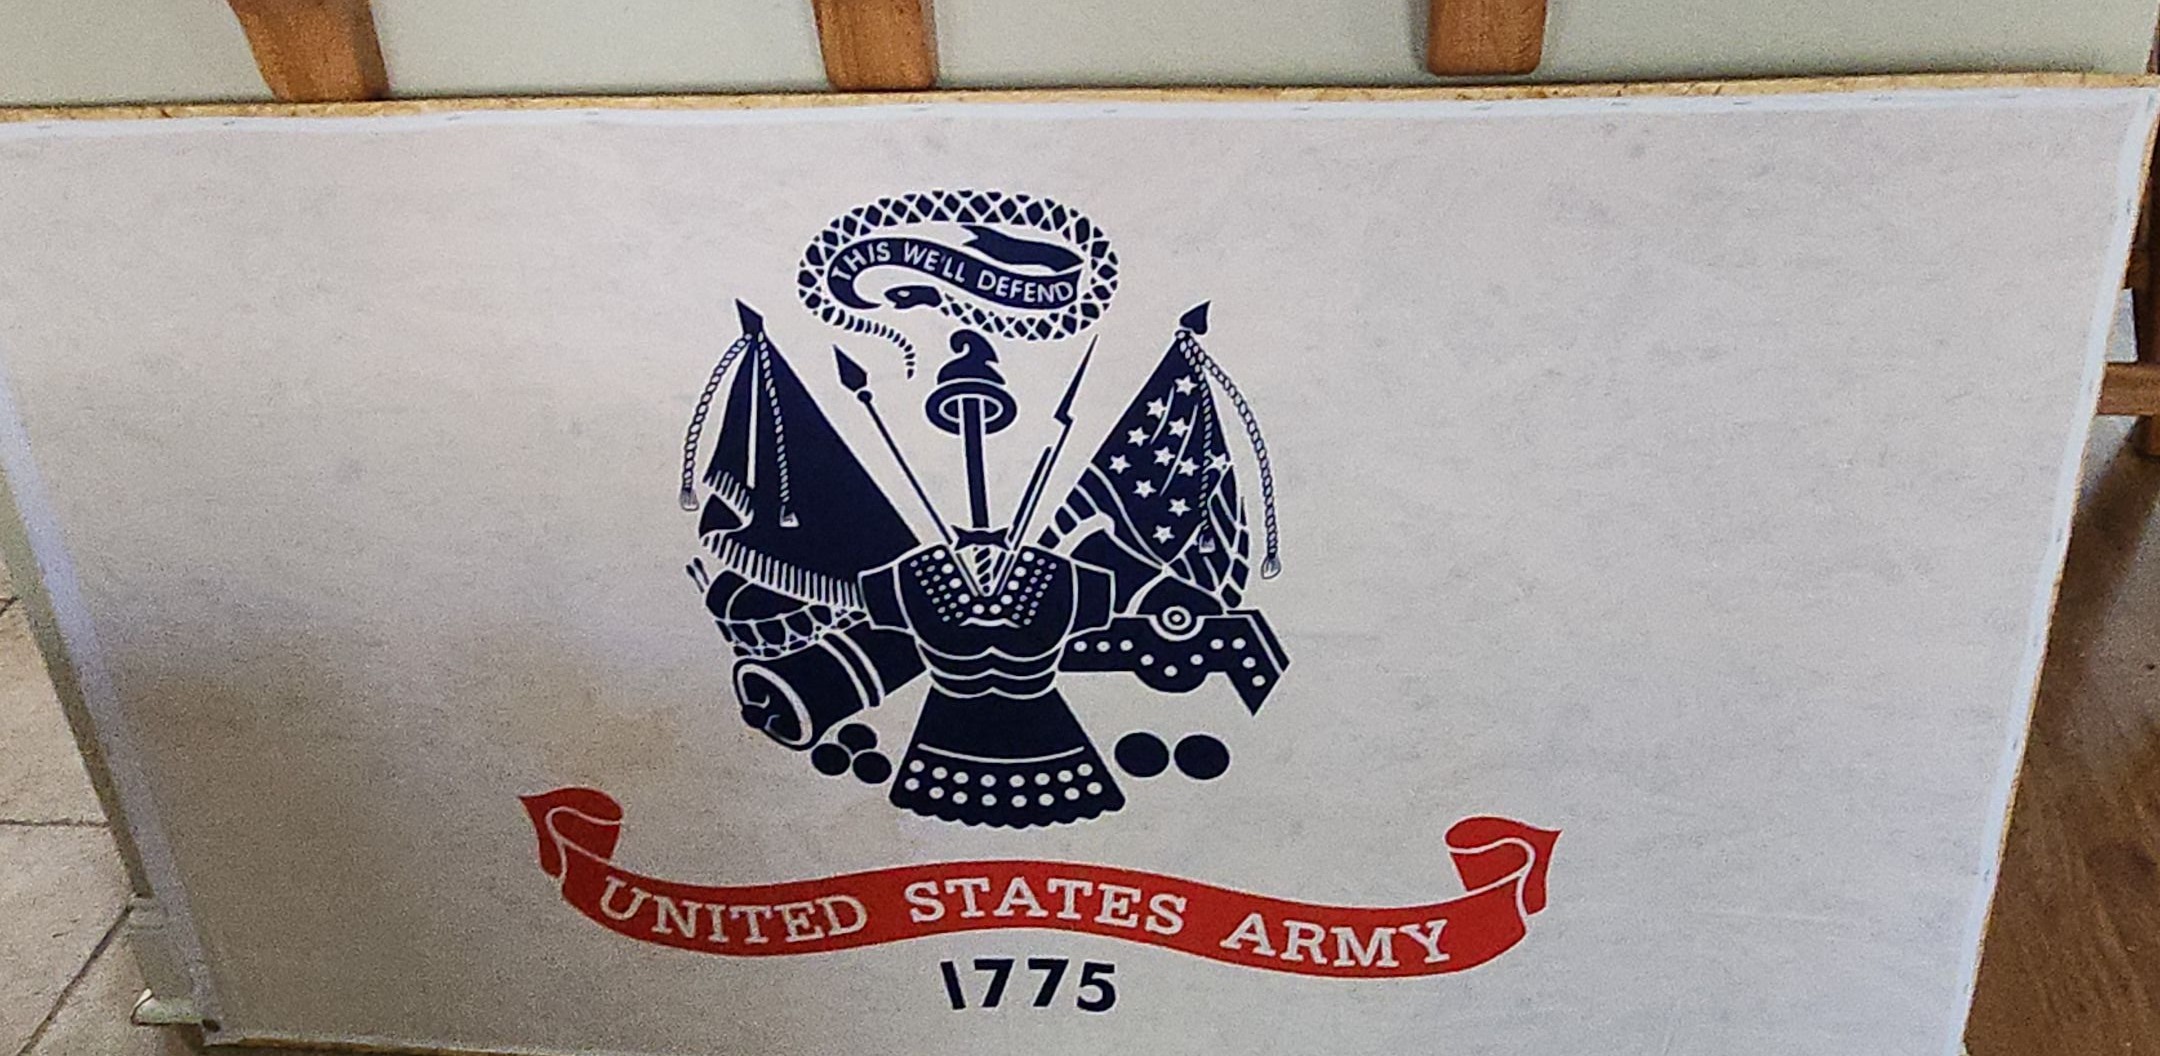 THIS WE'LL DEFEND
UNITED STATES ARMY
1775